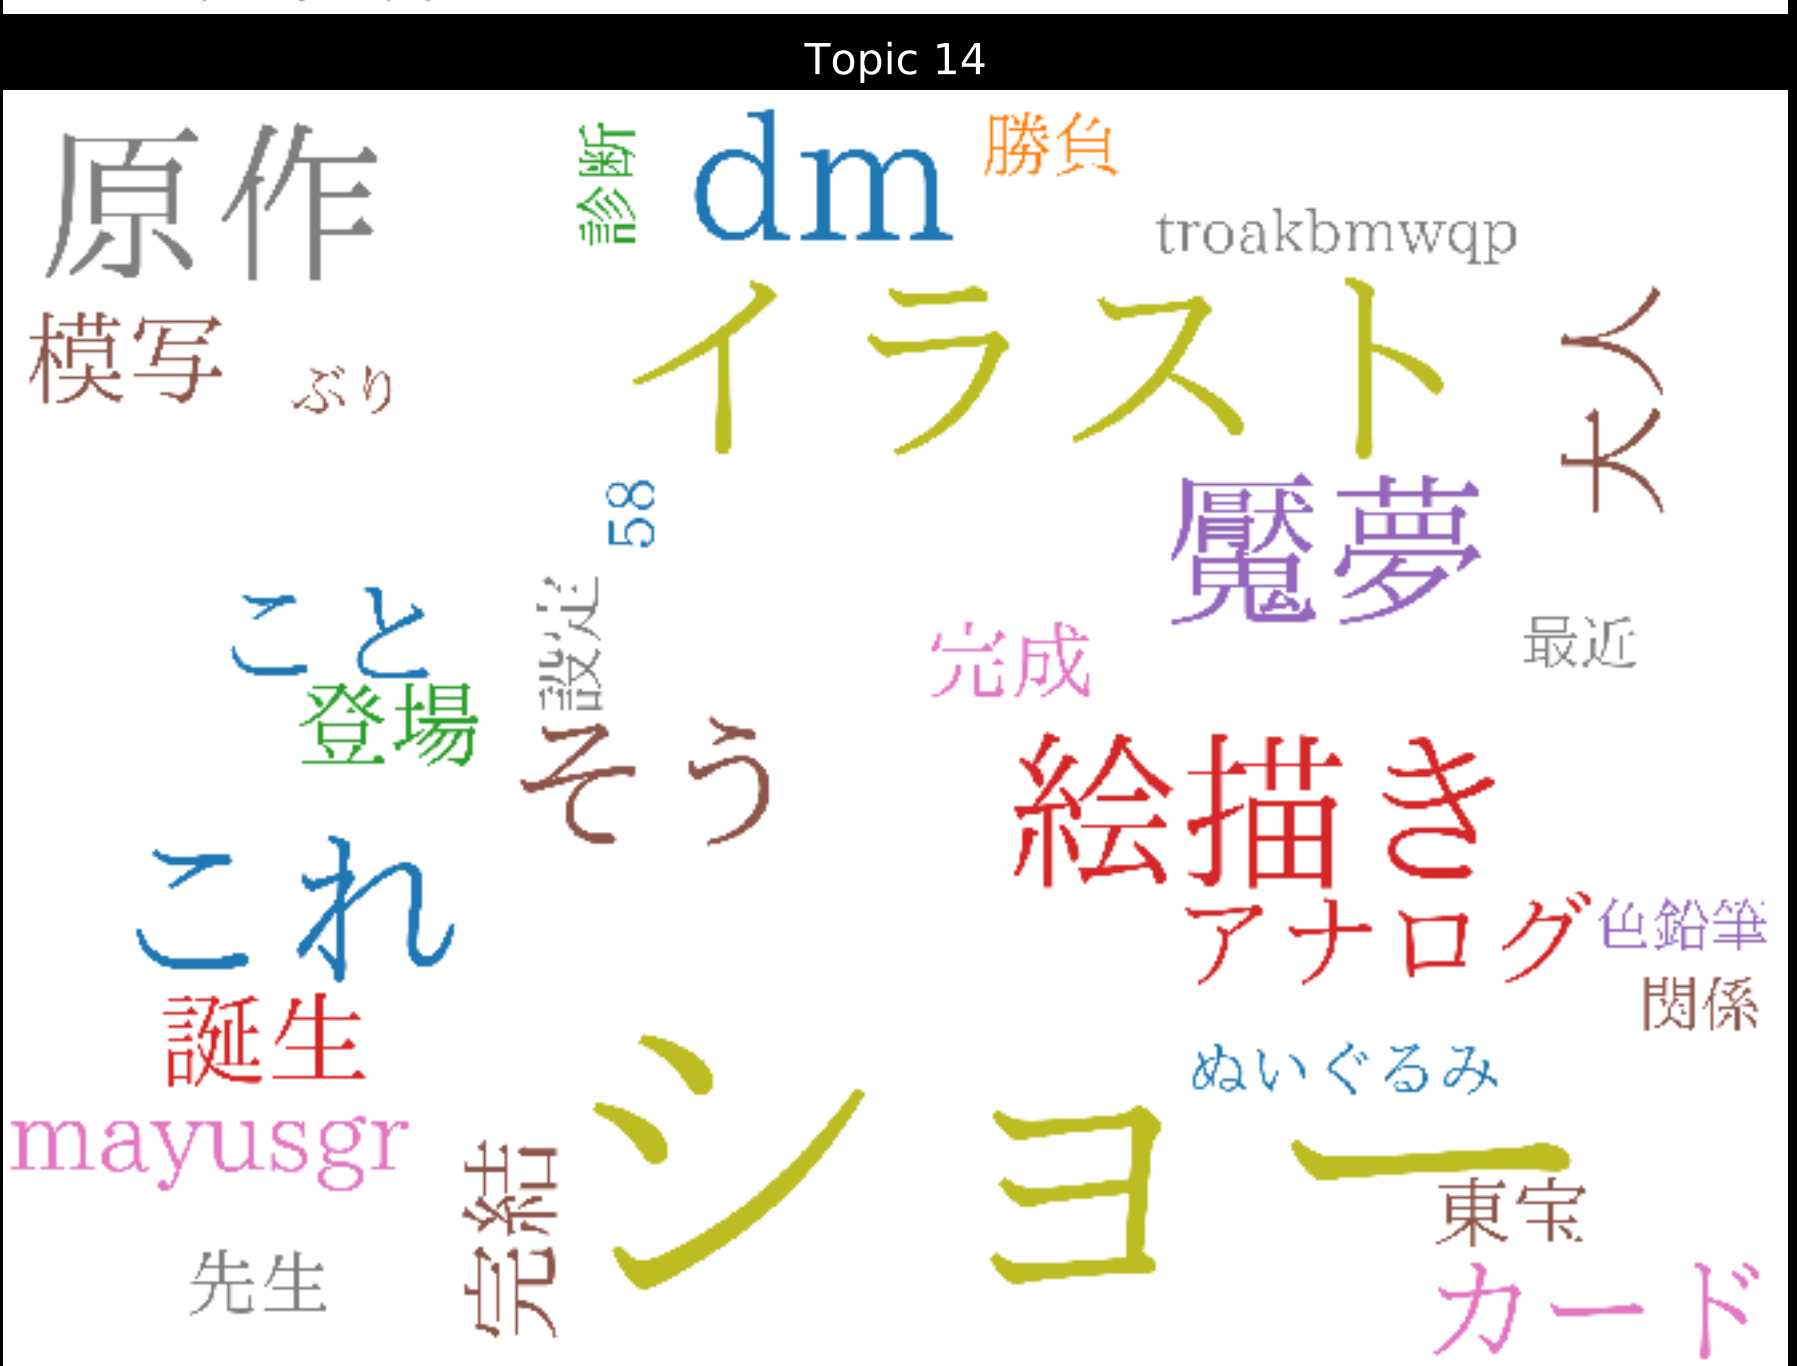 Topic 14
原作
診断
dm
勝負
troakbmwqp
イラスト
大人
模写
ぶり
58
魘夢
こと
設定
完成
最近
登場
そう
絵描き
これ
アナログ
色鉛筆
関係
誕生
ショー
ぬいぐるみ
mayusgr
完結
東宝
先生
カード